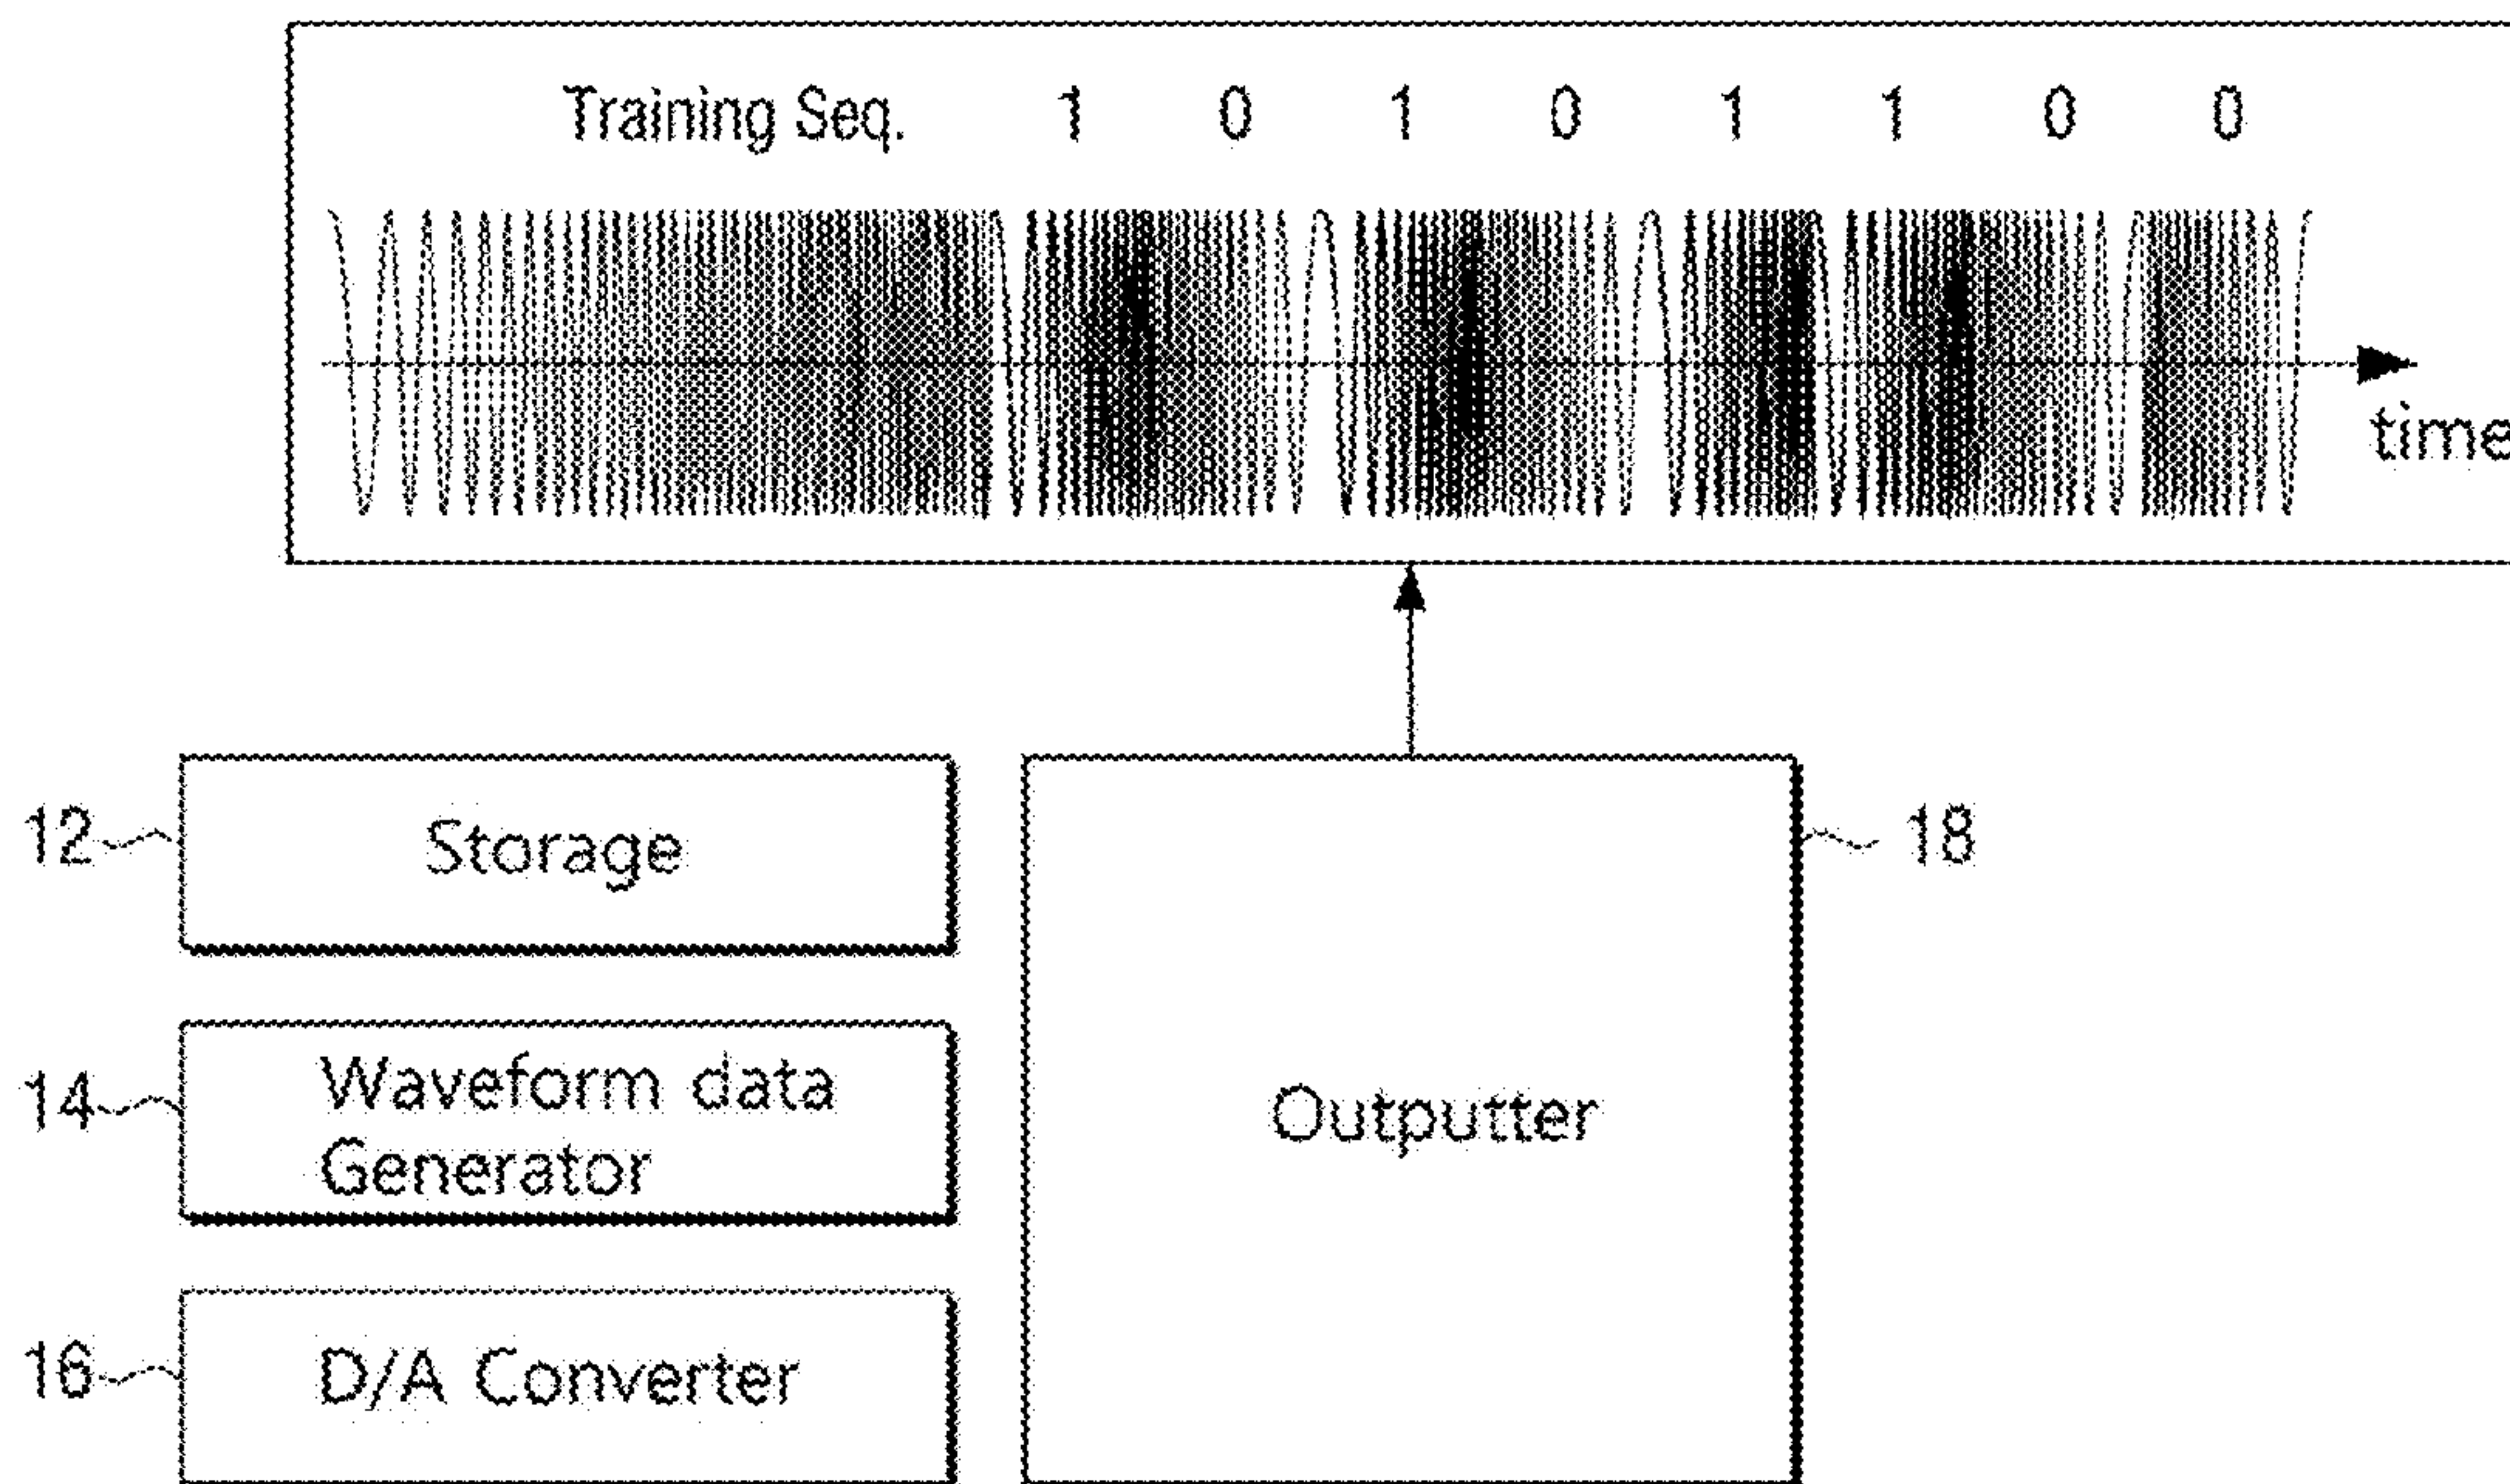 Training Seq. 1 0 1 0 1 1 0 0
time
12 Storage 18
14 Waveform data
Generator
Outputter
16 D/A Converter